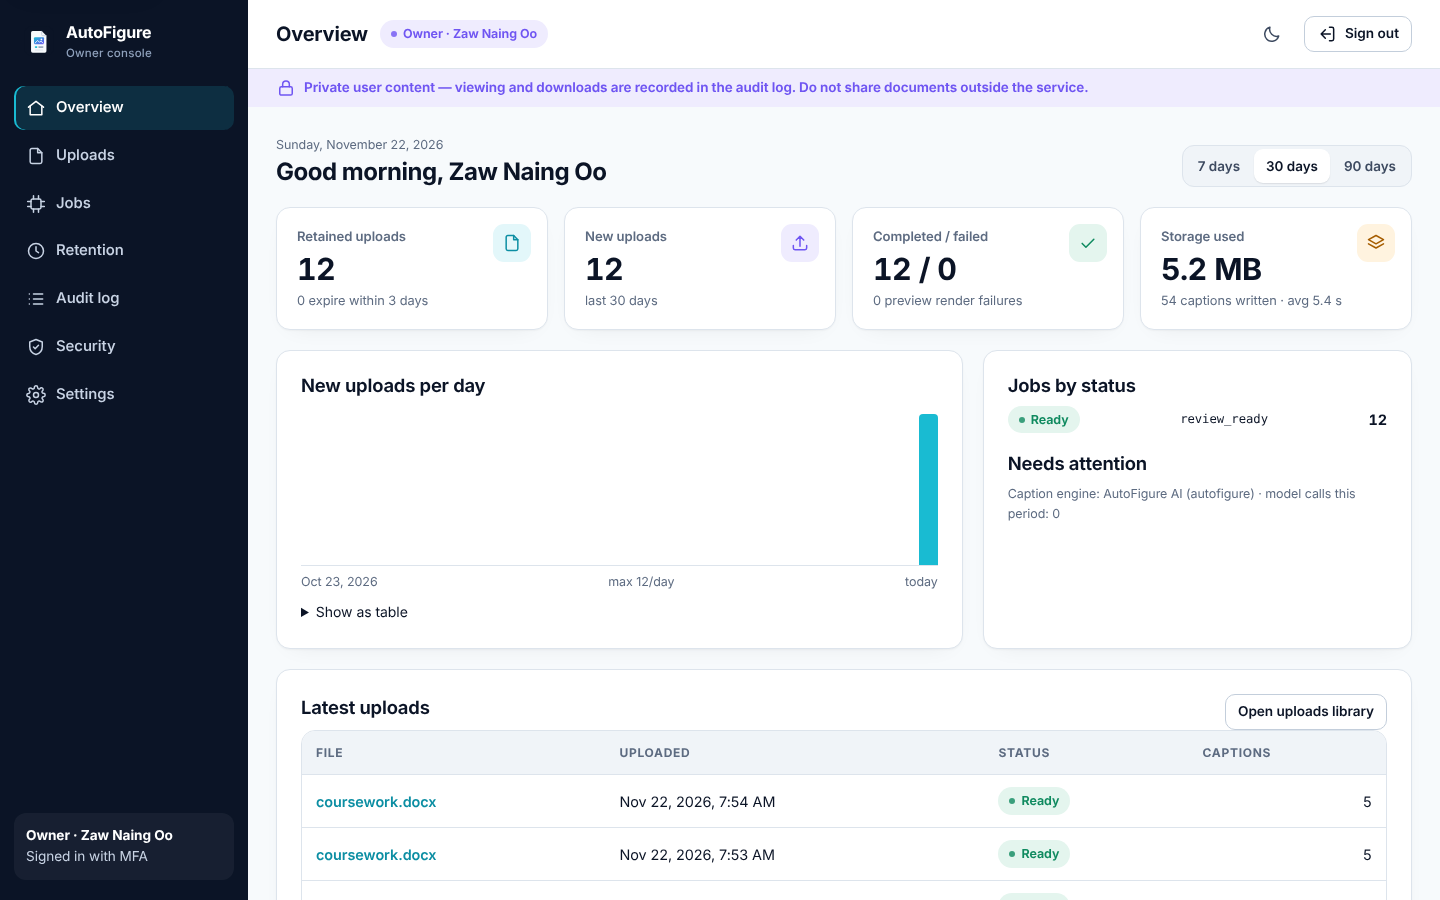 AutoFigure
Owner console
Overview
Uploads
Jobs
Retention
Audit log
Security
Settings
Owner · Zaw Naing Oo
Signed in with MFA
Overview
Owner · Zaw Naing Oo
Sign out
Private user content — viewing and downloads are recorded in the audit log. Do not share documents outside the service.
Sunday, November 22, 2026
Good morning, Zaw Naing Oo
7 days 30 days 90 days
Retained uploads
12
0 expire within 3 days
New uploads
12
last 30 days
Completed / failed
12 / 0
0 preview render failures
Storage used
5.2 MB
54 captions written · avg 5.4 s
New uploads per day
Oct 23, 2026 max 12/day today
Show as table
Jobs by status
Ready review_ready 12
Needs attention
Caption engine: AutoFigure AI (autofigure) · model calls this
period: 0
Latest uploads
Open uploads library
FILE UPLOADED STATUS CAPTIONS
coursework.docx Nov 22, 2026, 7:54 AM Ready 5
coursework.docx Nov 22, 2026, 7:53 AM Ready 5